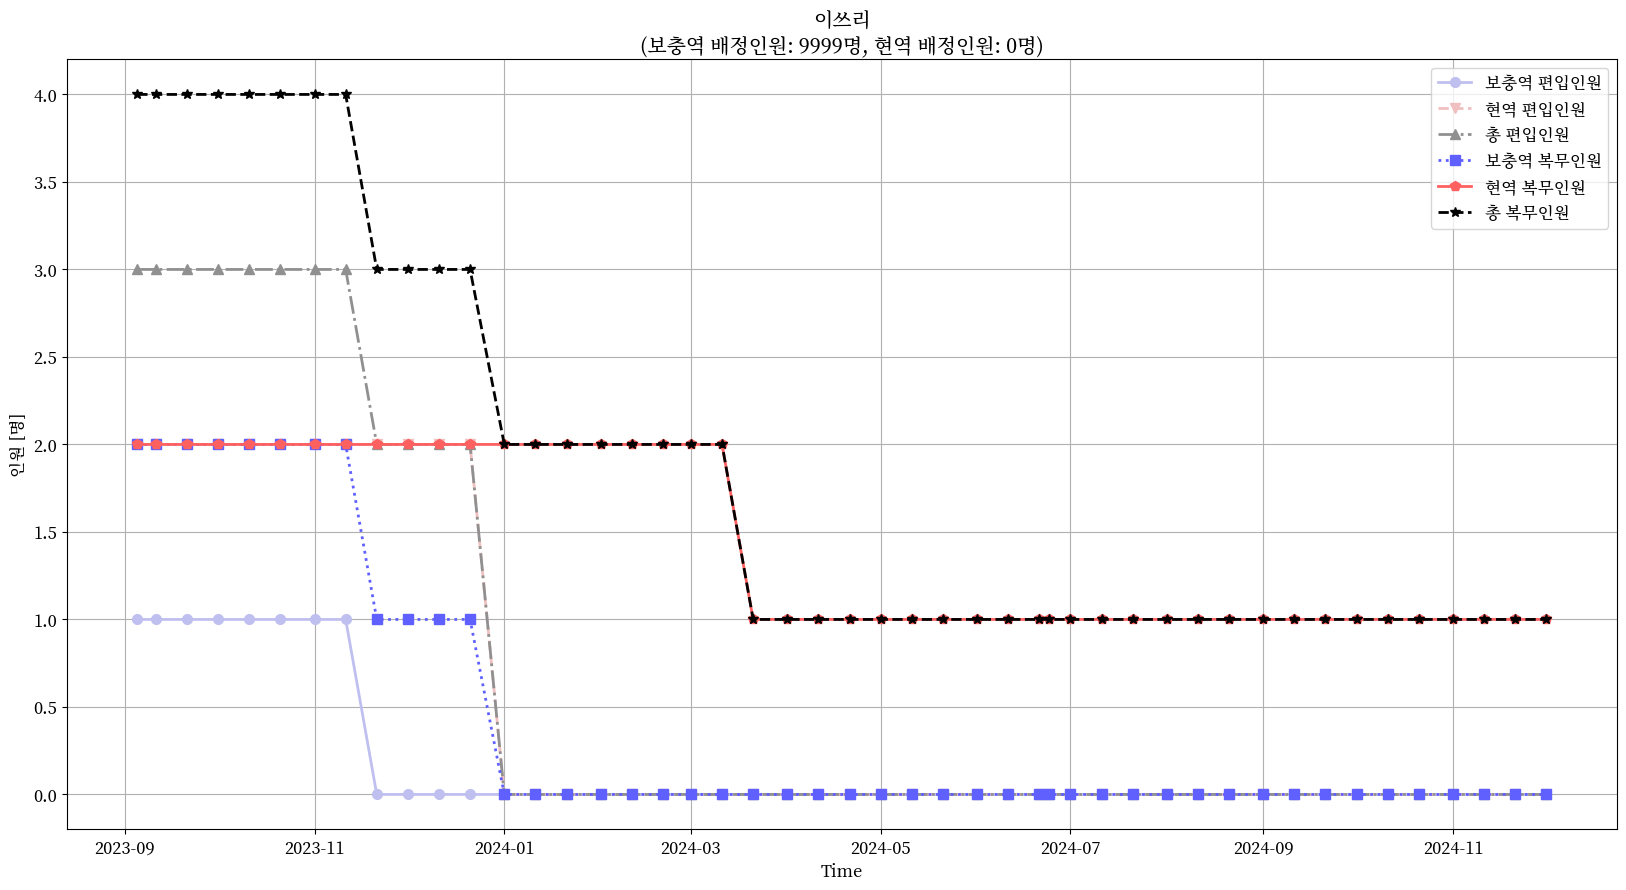 이쓰리
(보충역 배정인원: 9999명, 현역 배정인원: 0명)
보충역 편입인원
현역 편입인원
총 편입인원
보충역 복무인원
현역 복무인원
총 복무인원
인원 [명]
4.0
3.5
3.0
2.5
2.0
1.5
1.0
0.5
0.0
2023-09
2023-11
2024-01
2024-03
2024-05
2024-07
2024-09
2024-11
Time